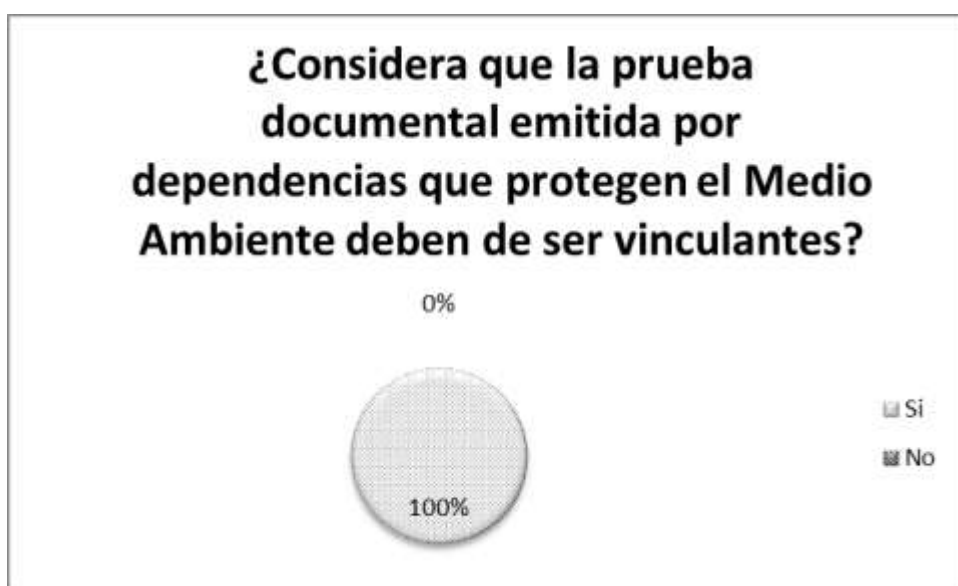 ¿Considera que la prueba
documental emitida por
dependencias que protegen el Medio
Ambiente deben de ser vinculantes?
0%
100%
Si
No